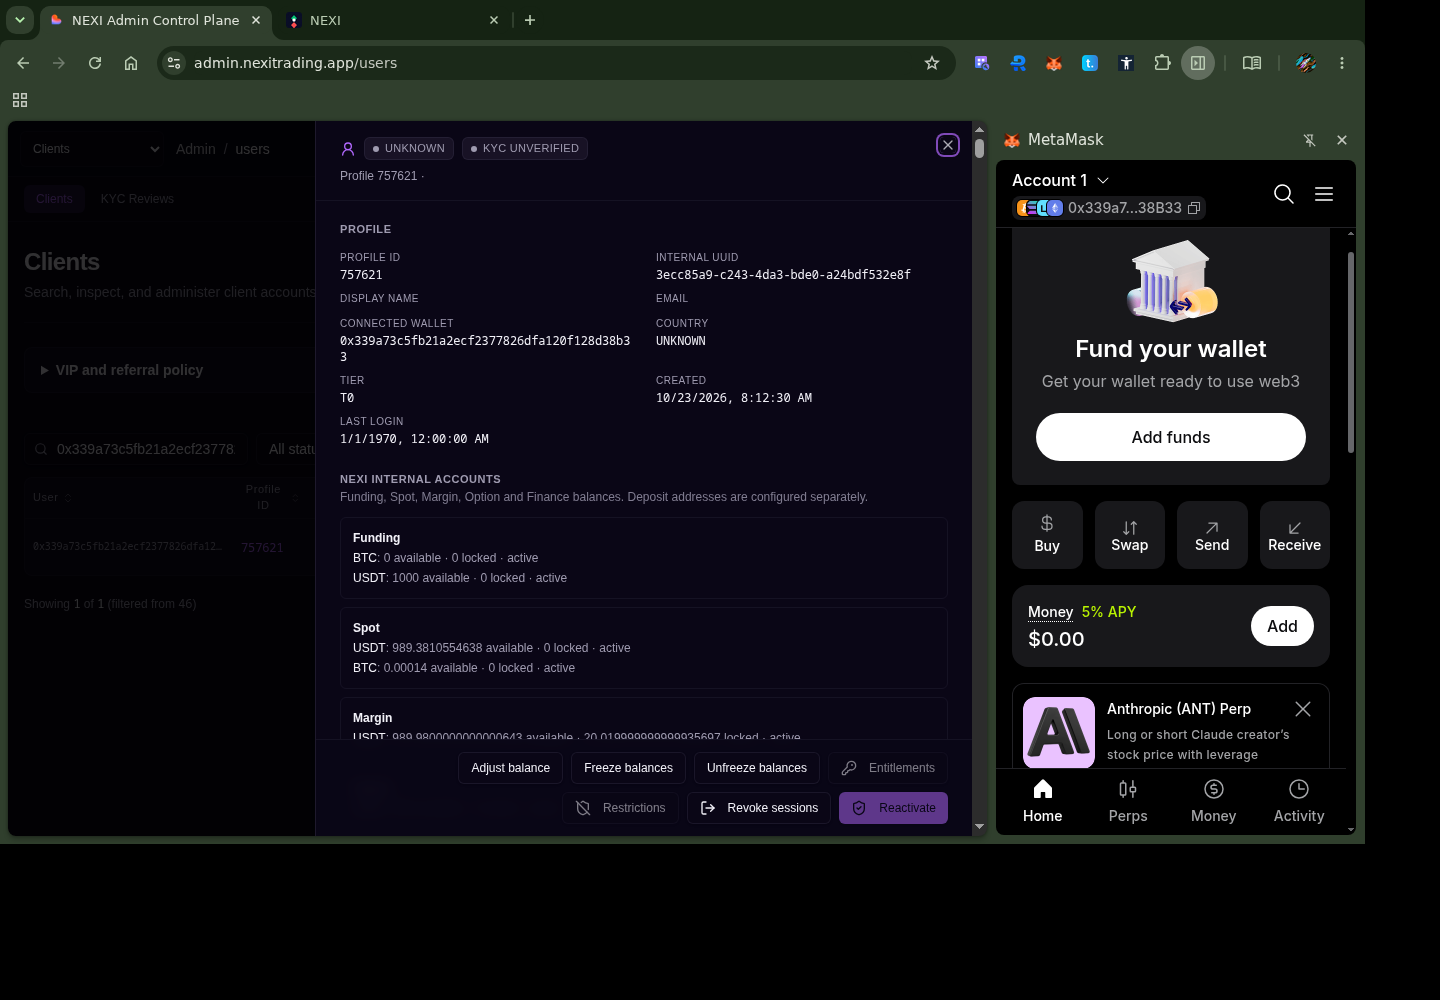 NEXI Admin Control Plane
NEXI
admin.nexitrading.app/users
Clients
Admin / users
Clients
KYC Reviews
Clients
Search, inspect, and administer client accounts
VIP and referral policy
0x339a73c5fb21a2ecf23778
All statu
User
Profile ID
0x339a73c5fb21a2ecf2377826dfa12…
757621
Showing 1 of 1 (filtered from 46)
UNKNOWN
KYC UNVERIFIED
Profile 757621 ·
PROFILE
PROFILE ID
INTERNAL UUID
757621
3ecc85a9-c243-4da3-bde0-a24bdf532e8f
DISPLAY NAME
EMAIL
CONNECTED WALLET
COUNTRY
0x339a73c5fb21a2ecf2377826dfa120f128d38b3
3
UNKNOWN
TIER
CREATED
T0
10/23/2026, 8:12:30 AM
LAST LOGIN
1/1/1970, 12:00:00 AM
NEXI INTERNAL ACCOUNTS
Funding, Spot, Margin, Option and Finance balances. Deposit addresses are configured separately.
Funding
BTC: 0 available · 0 locked · active
USDT: 1000 available · 0 locked · active
Spot
USDT: 989.3810554638 available · 0 locked · active
BTC: 0.00014 available · 0 locked · active
Margin
USDT: 989.9800000000000643 available · 20.019999999999935697 locked · active
Adjust balance
Freeze balances
Unfreeze balances
Entitlements
Restrictions
Revoke sessions
Reactivate
MetaMask
Account 1
0x339a7...38B33
Fund your wallet
Get your wallet ready to use web3
Add funds
Buy
Swap
Send
Receive
Money 5% APY
$0.00
Add
Anthropic (ANT) Perp
Long or short Claude creator's
stock price with leverage
Home
Perps
Money
Activity